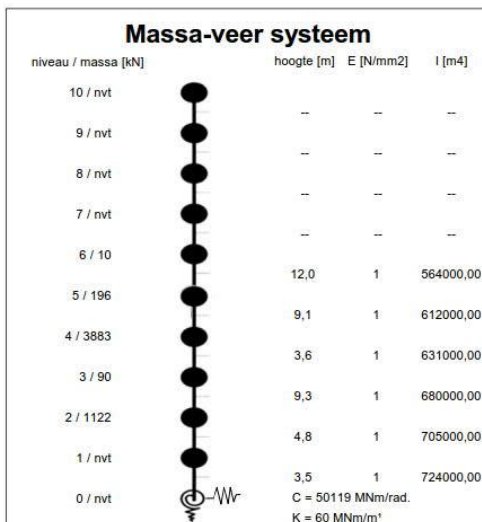 Massa-veer systeem
niveau / massa [kN] hoogte [m] E [N/mm2] I [m4]
10 / nvt
-- -- --
9 / nvt
-- -- --
8 / nvt
-- -- --
7 / nvt
-- -- --
6 / 10
12,0 1 564000,00
5 / 196
9,1 1 612000,00
4 / 3883
3,6 1 631000,00
3 / 90
9,3 1 680000,00
2 / 1122
4,8 1 705000,00
1 / nvt
3,5 1 724000,00
0 / nvt C = 50119 MNm/rad.
K = 60 MNm/m¹